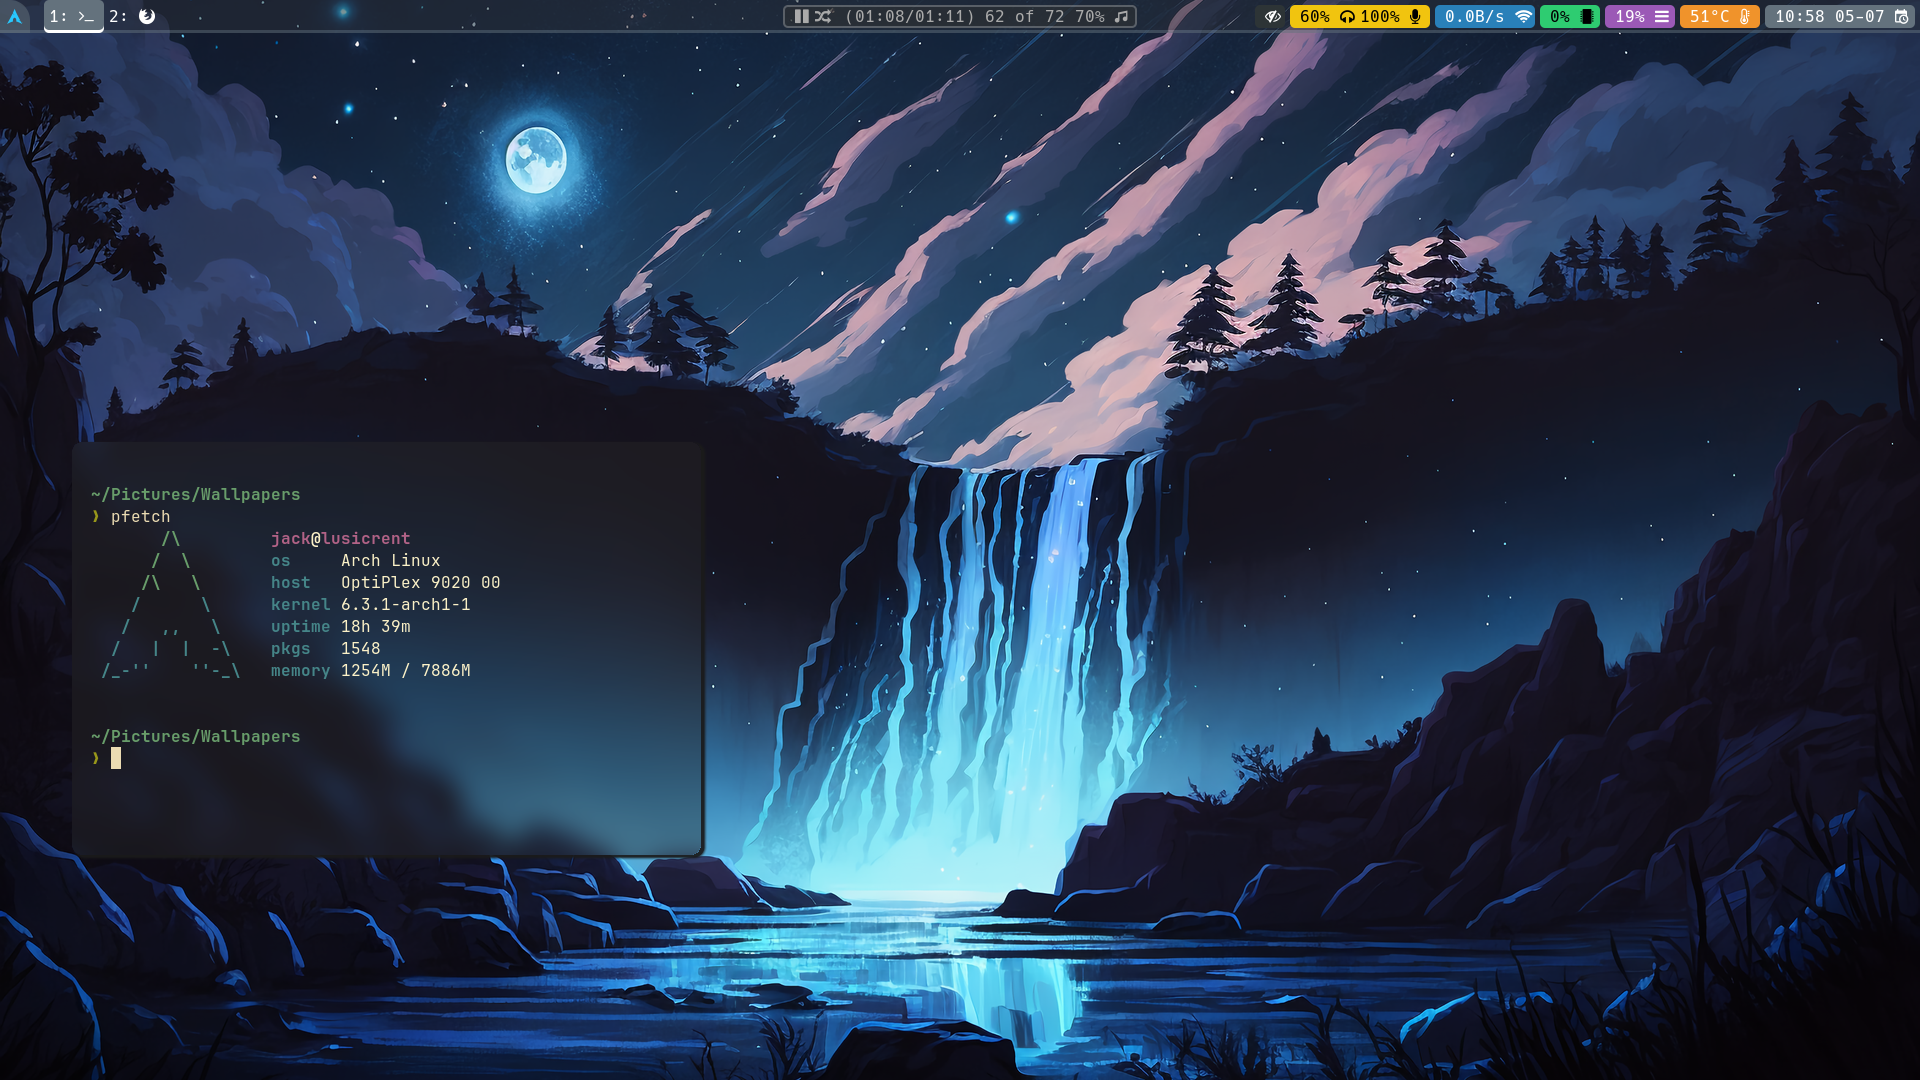 1: >_ 2:
(01:08/01:11) 62 of 72 70%
60% 100% 0.0B/s 0% 19% 51°C 10:58 05-07
~/Pictures/Wallpapers
❯ pfetch
/\ jack@lusicrent
/ \ os Arch Linux
/\ \ host OptiPlex 9020 00
/ \ kernel 6.3.1-arch1-1
/ ,, \ uptime 18h 39m
/ | | -\ pkgs 1548
/_-'' ''-_\ memory 1254M / 7886M
~/Pictures/Wallpapers
❯